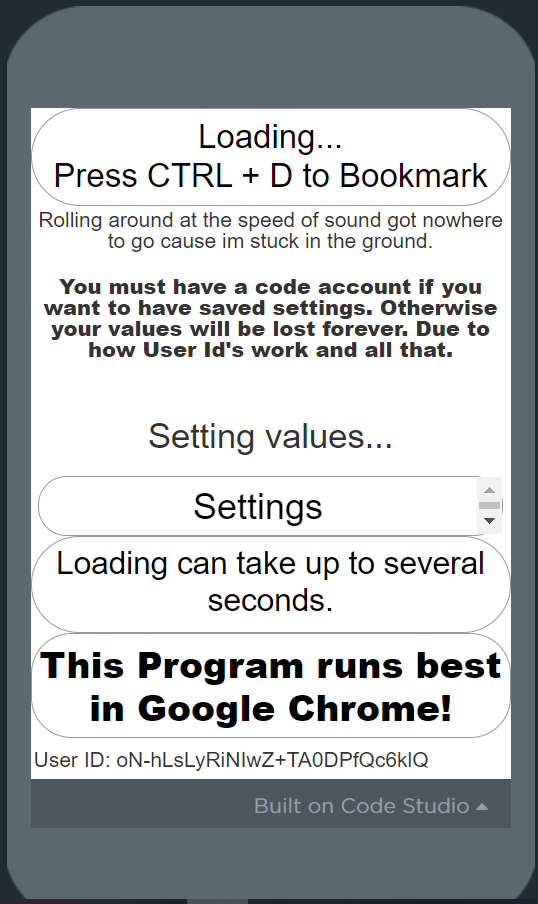 Loading...
Press CTRL + D to Bookmark
Rolling around at the speed of sound got nowhere
to go cause im stuck in the ground.
You must have a code account if you
want to have saved settings. Otherwise
your values will be lost forever. Due to
how User Id's work and all that.
Setting values...
Settings
Loading can take up to several
seconds.
This Program runs best
in Google Chrome!
User ID: oN-hLsLyRiNIwZ+TA0DPfQc6klQ
Built on Code Studio